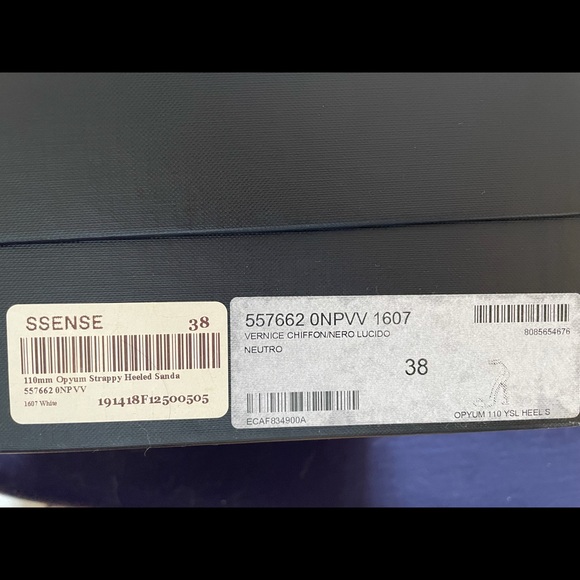 SSENSE 38
110mm Opyum Strappy Heeled Sanda
557662 0NPVV
1607 White 191418F12500505
557662 0NPVV 1607
VERNICE CHIFFON/NERO LUCIDO
NEUTRO
8085654676
38
ECAF834900A
OPYUM 110 YSL HEEL S